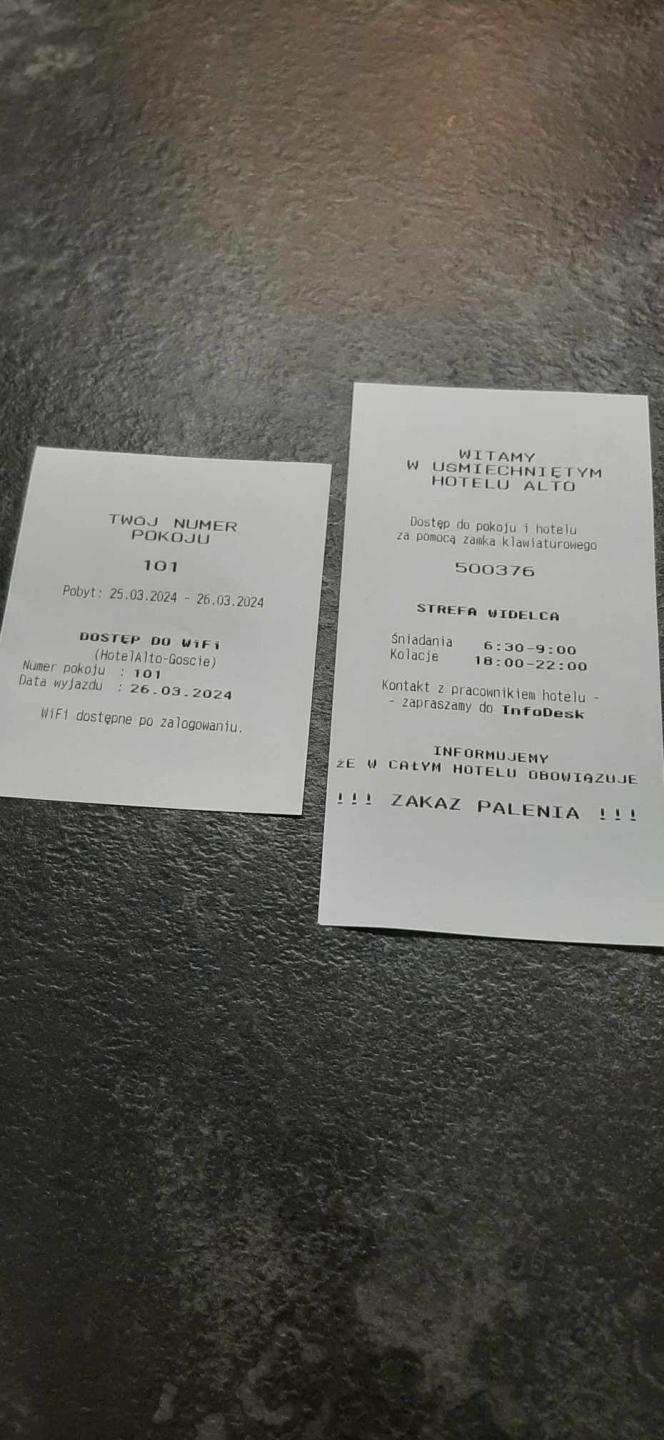 TWÓJ NUMER
POKOJU
101
Pobyt: 25.03.2024 - 26.03.2024
DOSTĘP DO WiFi
(HotelAlto-Goscie)
Numer pokoju : 101
Data wyjazdu : 26.03.2024
WiFi dostępne po zalogowaniu.
WITAMY
W USMIECHNIĘTYM
HOTELU ALTO
Dostęp do pokoju i hotelu
za pomocą zamka klawiaturowego
500376
STREFA WIDELCA
Śniadania 6:30-9:00
Kolacje 18:00-22:00
Kontakt z pracownikiem hotelu -
- zapraszamy do InfoDesk
INFORMUJEMY
żE W CAŁYM HOTELU OBOWIĄZUJE
!!! ZAKAZ PALENIA !!!